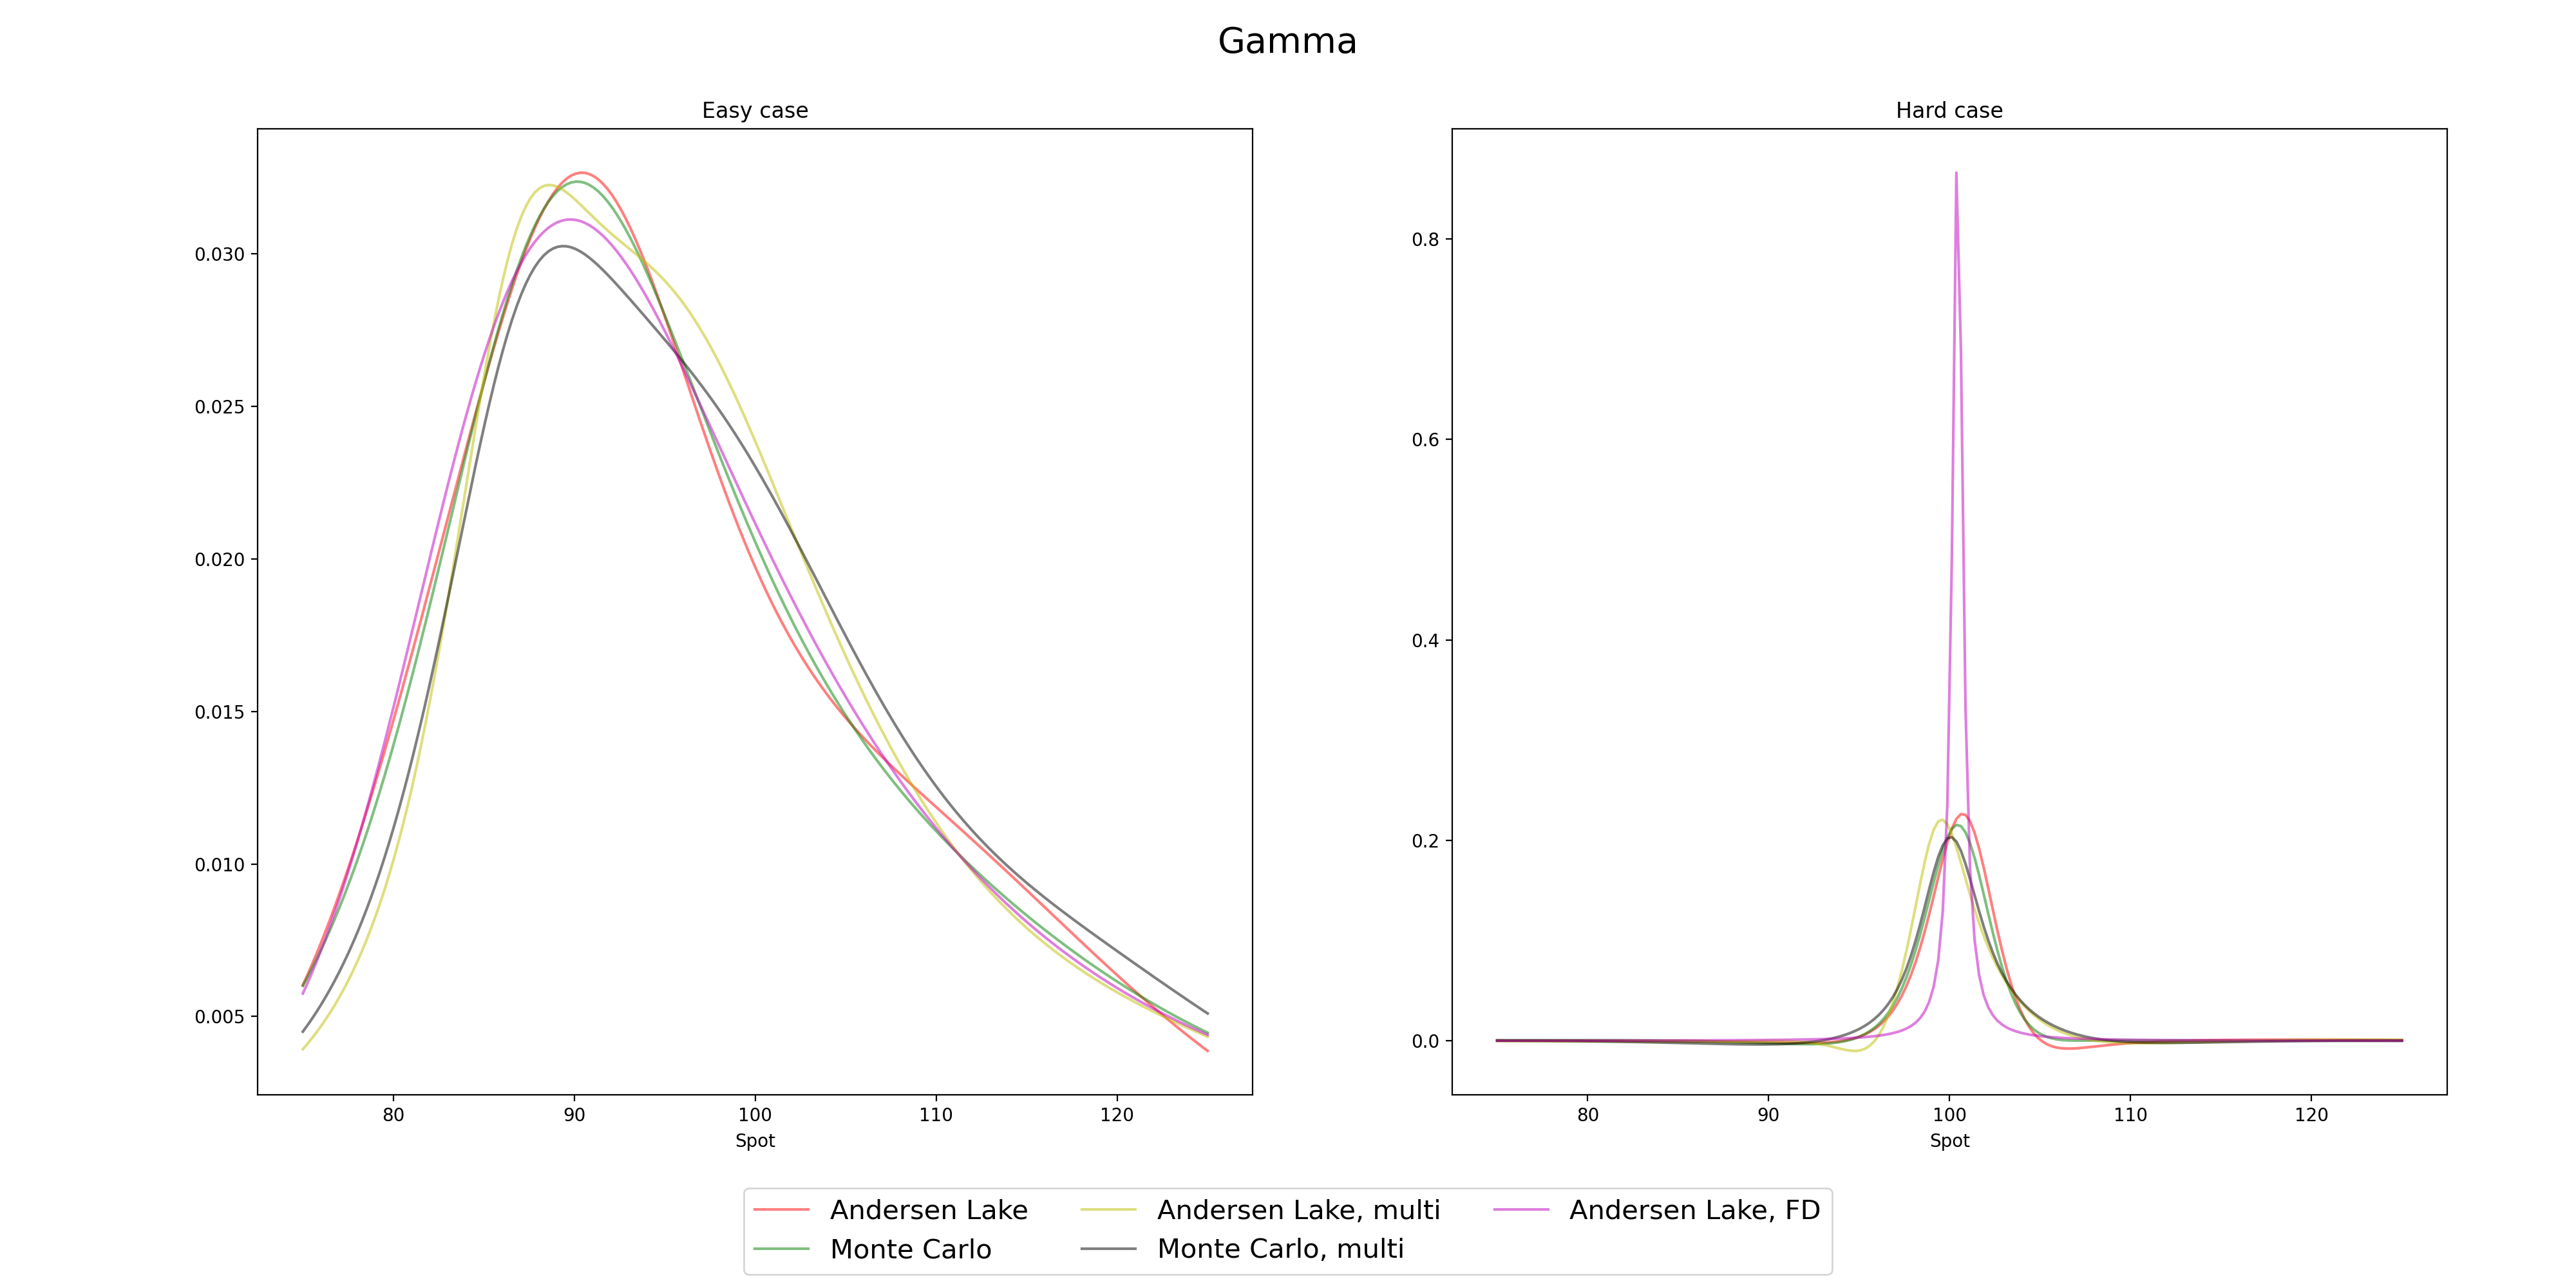 Gamma
Easy case
0.030
0.025
0.020
0.015
0.010
0.005
80 90 100 110 120
Spot
Hard case
0.8
0.6
0.4
0.2
0.0
80 90 100 110 120
Spot
Andersen Lake Andersen Lake, multi Andersen Lake, FD
Monte Carlo Monte Carlo, multi